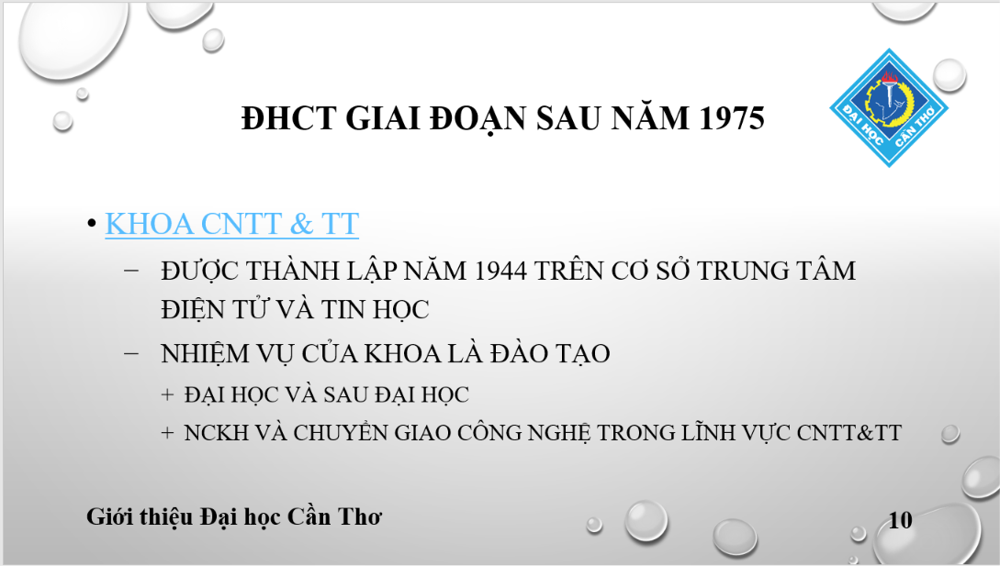 ĐHCT GIAI ĐOẠN SAU NĂM 1975
ĐẠI HỌC CẦN THƠ
• KHOA CNTT & TT
– ĐƯỢC THÀNH LẬP NĂM 1944 TRÊN CƠ SỞ TRUNG TÂM
ĐIỆN TỬ VÀ TIN HỌC
– NHIỆM VỤ CỦA KHOA LÀ ĐÀO TẠO
+ ĐẠI HỌC VÀ SAU ĐẠI HỌC
+ NCKH VÀ CHUYỂN GIAO CÔNG NGHỆ TRONG LĨNH VỰC CNTT&TT
Giới thiệu Đại học Cần Thơ
10